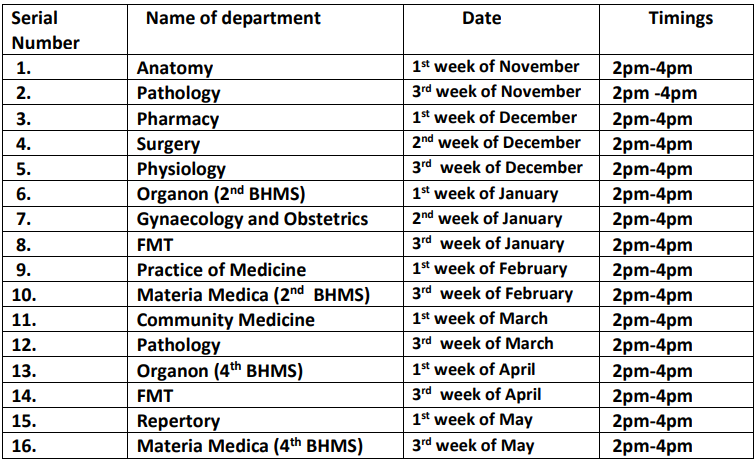 Serial Number Name of department Date Timings
1. Anatomy 1st week of November 2pm-4pm
2. Pathology 3rd week of November 2pm -4pm
3. Pharmacy 1st week of December 2pm-4pm
4. Surgery 2nd week of December 2pm-4pm
5. Physiology 3rd week of December 2pm-4pm
6. Organon (2nd BHMS) 1st week of January 2pm-4pm
7. Gynaecology and Obstetrics 2nd week of January 2pm-4pm
8. FMT 3rd week of January 2pm-4pm
9. Practice of Medicine 1st week of February 2pm-4pm
10. Materia Medica (2nd BHMS) 3rd week of February 2pm-4pm
11. Community Medicine 1st week of March 2pm-4pm
12. Pathology 3rd week of March 2pm-4pm
13. Organon (4th BHMS) 1st week of April 2pm-4pm
14. FMT 3rd week of April 2pm-4pm
15. Repertory 1st week of May 2pm-4pm
16. Materia Medica (4th BHMS) 3rd week of May 2pm-4pm